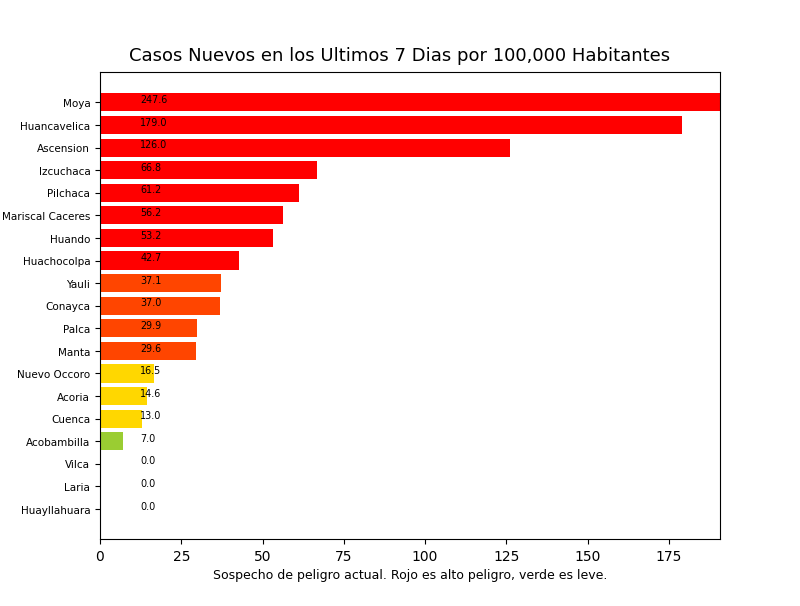 Casos Nuevos en los Ultimos 7 Dias por 100,000 Habitantes
Moya 247.6
Huancavelica 179.0
Ascension 126.0
Izcuchaca 66.8
Pilchaca 61.2
Mariscal Caceres 56.2
Huando 53.2
Huachocolpa 42.7
Yauli 37.1
Conayca 37.0
Palca 29.9
Manta 29.6
Nuevo Occoro 16.5
Acoria 14.6
Cuenca 13.0
Acobambilla 7.0
Vilca 0.0
Laria 0.0
Huayllahuara 0.0
0 25 50 75 100 125 150 175
Sospecho de peligro actual. Rojo es alto peligro, verde es leve.